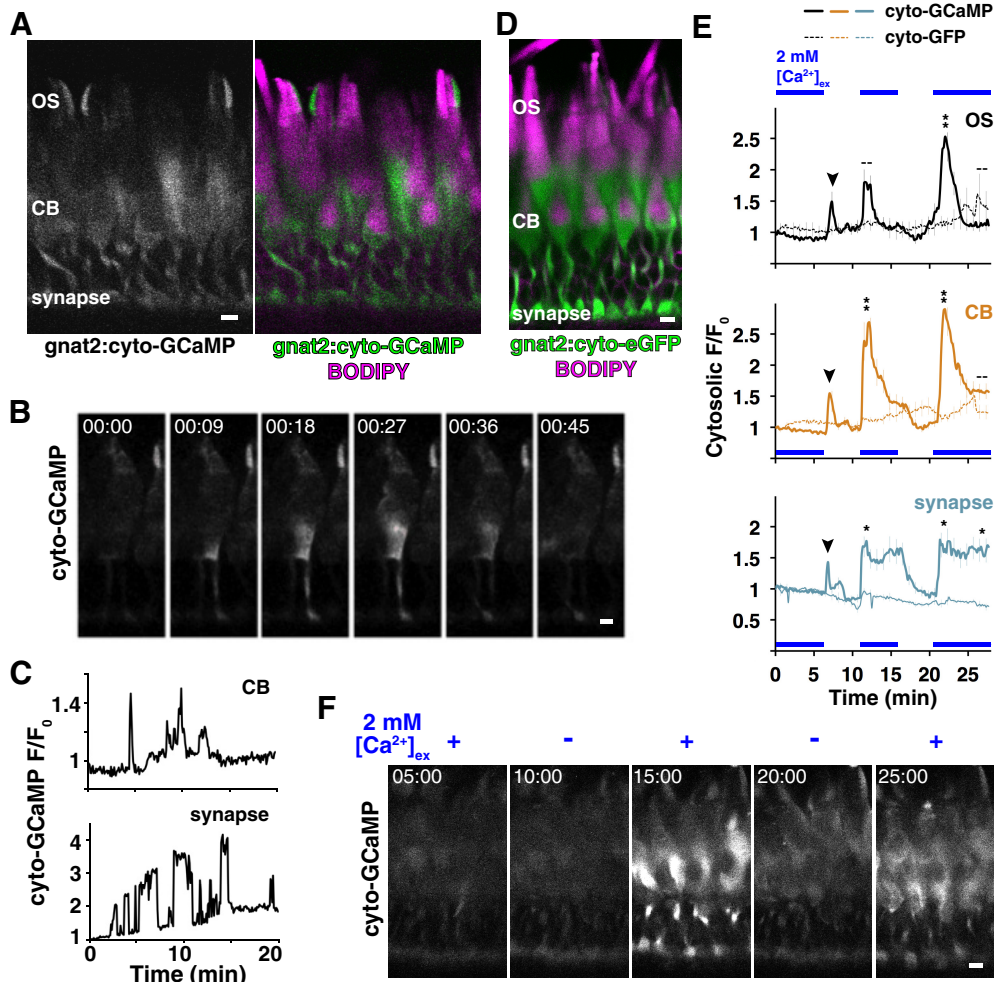 A
OS
CB
synapse
gnat2:cyto-GCaMP
gnat2:cyto-GCaMP
BODIPY
D
OS
CB
synapse
gnat2:cyto-eGFP
BODIPY
B
cyto-GCaMP
00:00
00:09
00:18
00:27
00:36
00:45
C
cyto-GCaMP F/F0
CB
1.4
1
synapse
4
3
2
1
0 10 20
Time (min)
E
cyto-GCaMP
cyto-GFP
2 mM
[Ca2+]ex
Cytosolic F/F0
OS
**
--
--
2.5
2
1.5
1
CB
**
**
--
2.5
2
1.5
1
synapse
* * *
2
1.5
1
0.5
0 5 10 15 20 25
Time (min)
F
2 mM
[Ca2+]ex + - + - +
cyto-GCaMP
05:00
10:00
15:00
20:00
25:00